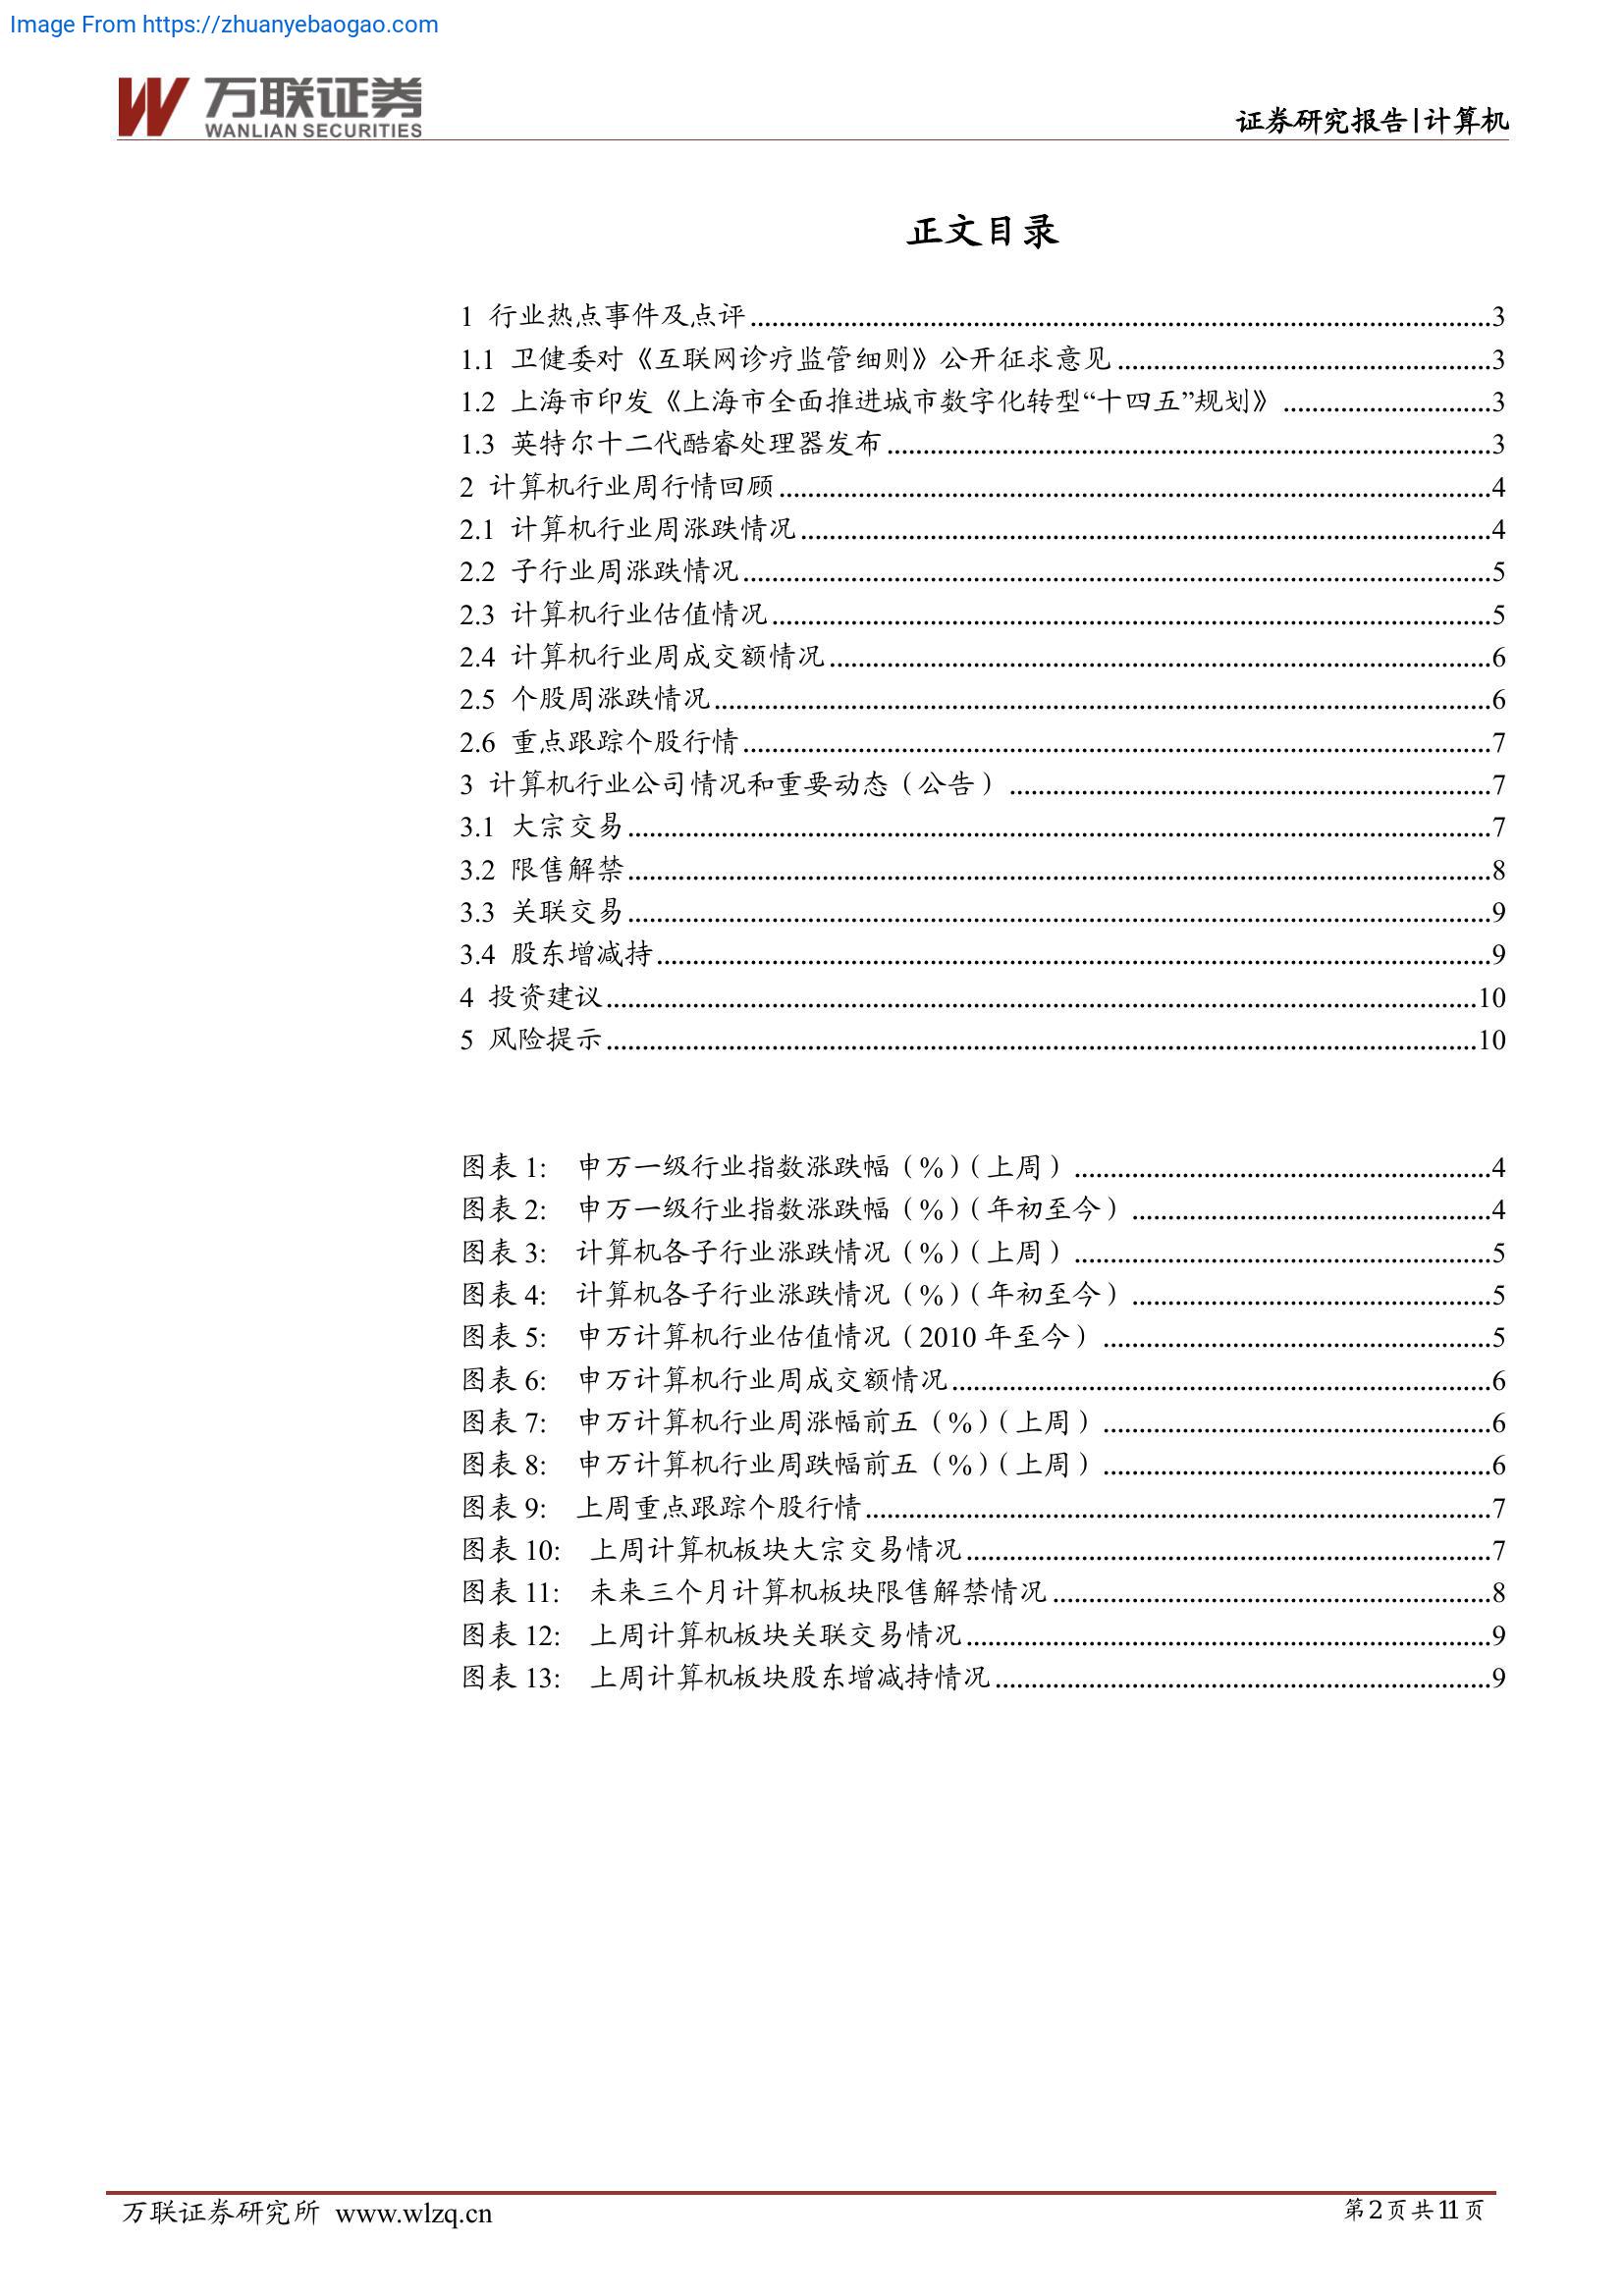 Image From https://zhuanyebaogao.com
万联证券
WANLIAN SECURITIES
证券研究报告|计算机
正文目录
1 行业热点事件及点评................3
1.1 卫健委对《互联网诊疗监管细则》公开征求意见................3
1.2 上海市印发《上海市全面推进城市数字化转型“十四五”规划》................3
1.3 英特尔十二代酷睿处理器发布................3
2 计算机行业周行情回顾................4
2.1 计算机行业周涨跌情况................4
2.2 子行业周涨跌情况................5
2.3 计算机行业估值情况................5
2.4 计算机行业周成交额情况................6
2.5 个股周涨跌情况................6
2.6 重点跟踪个股行情................7
3 计算机行业公司情况和重要动态（公告）................7
3.1 大宗交易................7
3.2 限售解禁................8
3.3 关联交易................9
3.4 股东增减持................9
4 投资建议................10
5 风险提示................10
图表 1: 申万一级行业指数涨跌幅（%）（上周）................4
图表 2: 申万一级行业指数涨跌幅（%）（年初至今）................4
图表 3: 计算机各子行业涨跌情况（%）（上周）................5
图表 4: 计算机各子行业涨跌情况（%）（年初至今）................5
图表 5: 申万计算机行业估值情况（2010 年至今）................5
图表 6: 申万计算机行业周成交额情况................6
图表 7: 申万计算机行业周涨幅前五（%）（上周）................6
图表 8: 申万计算机行业周跌幅前五（%）（上周）................6
图表 9: 上周重点跟踪个股行情................7
图表 10: 上周计算机板块大宗交易情况................7
图表 11: 未来三个月计算机板块限售解禁情况................8
图表 12: 上周计算机板块关联交易情况................9
图表 13: 上周计算机板块股东增减持情况................9
万联证券研究所 www.wlzq.cn
第2页共11页